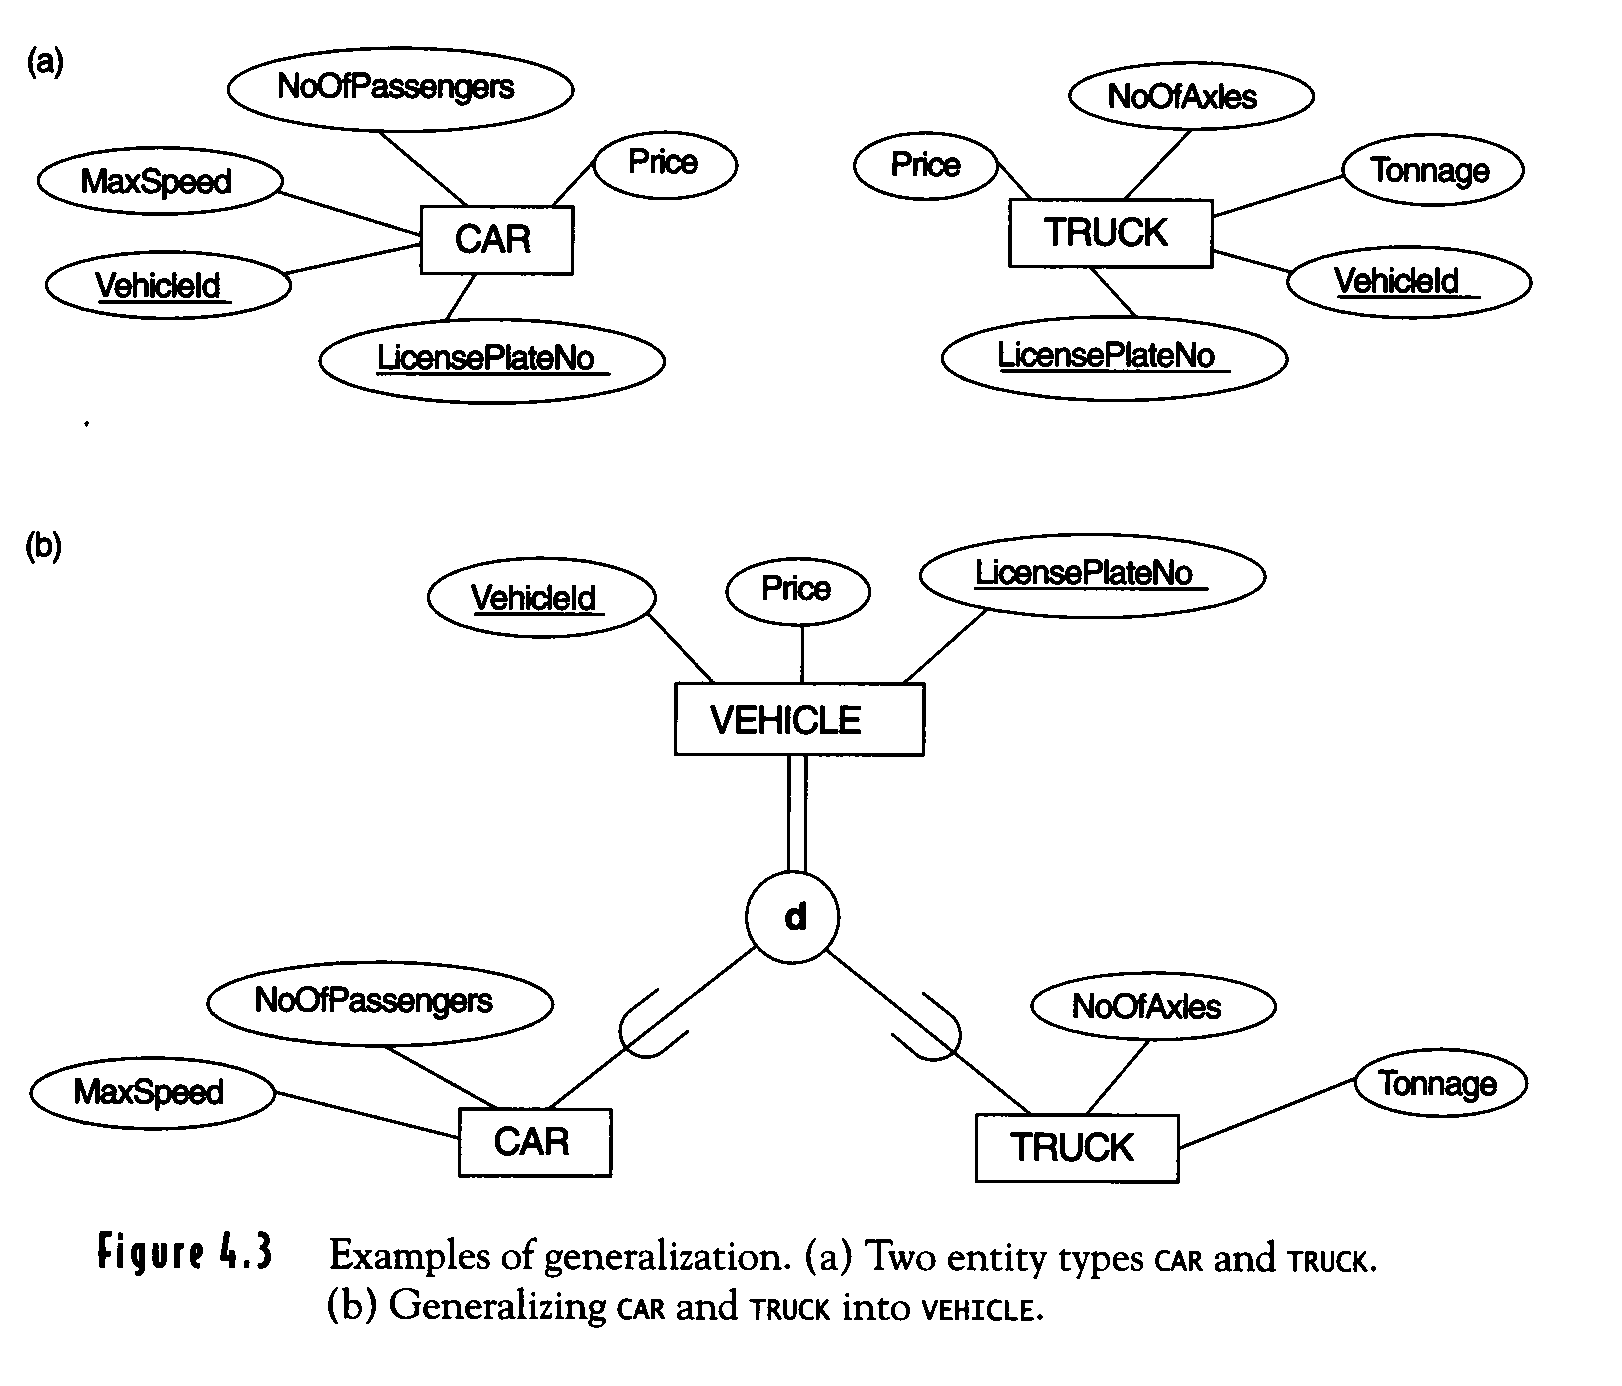 (a)
NoOfPassengers
MaxSpeed
Price
CAR
VehicleId
LicensePlateNo
NoOfAxles
Price
Tonnage
TRUCK
VehicleId
LicensePlateNo
(b)
VehicleId
Price
LicensePlateNo
VEHICLE
d
NoOfPassengers
MaxSpeed
CAR
NoOfAxles
Tonnage
TRUCK
Figure 4.3 Examples of generalization. (a) Two entity types CAR and TRUCK.
(b) Generalizing CAR and TRUCK into VEHICLE.